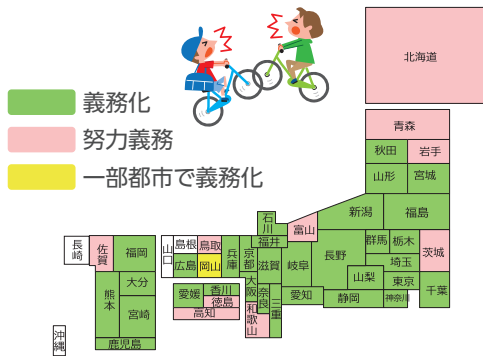 義務化
努力義務
一部都市で義務化
北海道
青森
秋田
岩手
山形
宮城
新潟
福島
石川
富山
福井
群馬
栃木
茨城
長野
埼玉
山梨
東京
千葉
神奈川
静岡
岐阜
愛知
滋賀
京都
兵庫
大阪
奈良
三重
和歌山
鳥取
島根
岡山
広島
山口
香川
愛媛
徳島
高知
福岡
佐賀
長崎
大分
熊本
宮崎
鹿児島
沖縄